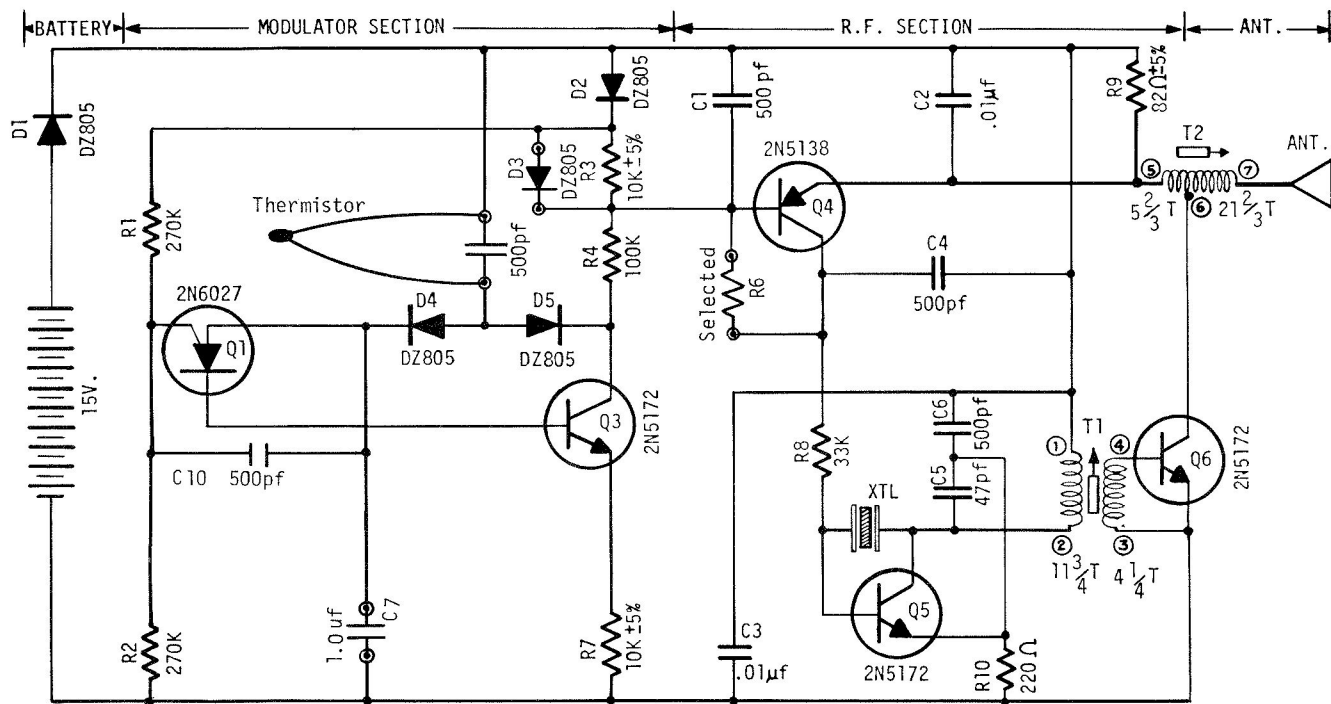 BATTERY
MODULATOR SECTION
R.F. SECTION
ANT.
D1
DZ805
D2
DZ805
C1
500pf
C2
.01µf
R9
82Ω±5%
T2
ANT.
D3
DZ805
R3
10K±5%
2N5138
Q4
5
7
6
5 2/3 T
21 2/3 T
R1
270K
Thermistor
500pf
R4
100K
Selected
R6
C4
500pf
2N6027
Q1
D4
DZ805
D5
DZ805
15V.
Q3
2N5172
C6
500pf
T1
1
4
Q6
2N5172
C10
500pf
R8
33K
C5
47pf
XTL
2
3
11 3/4 T
4 1/4 T
R2
270K
1.0uf
C7
R7
10K±5%
C3
.01µf
Q5
2N5172
R10
220Ω